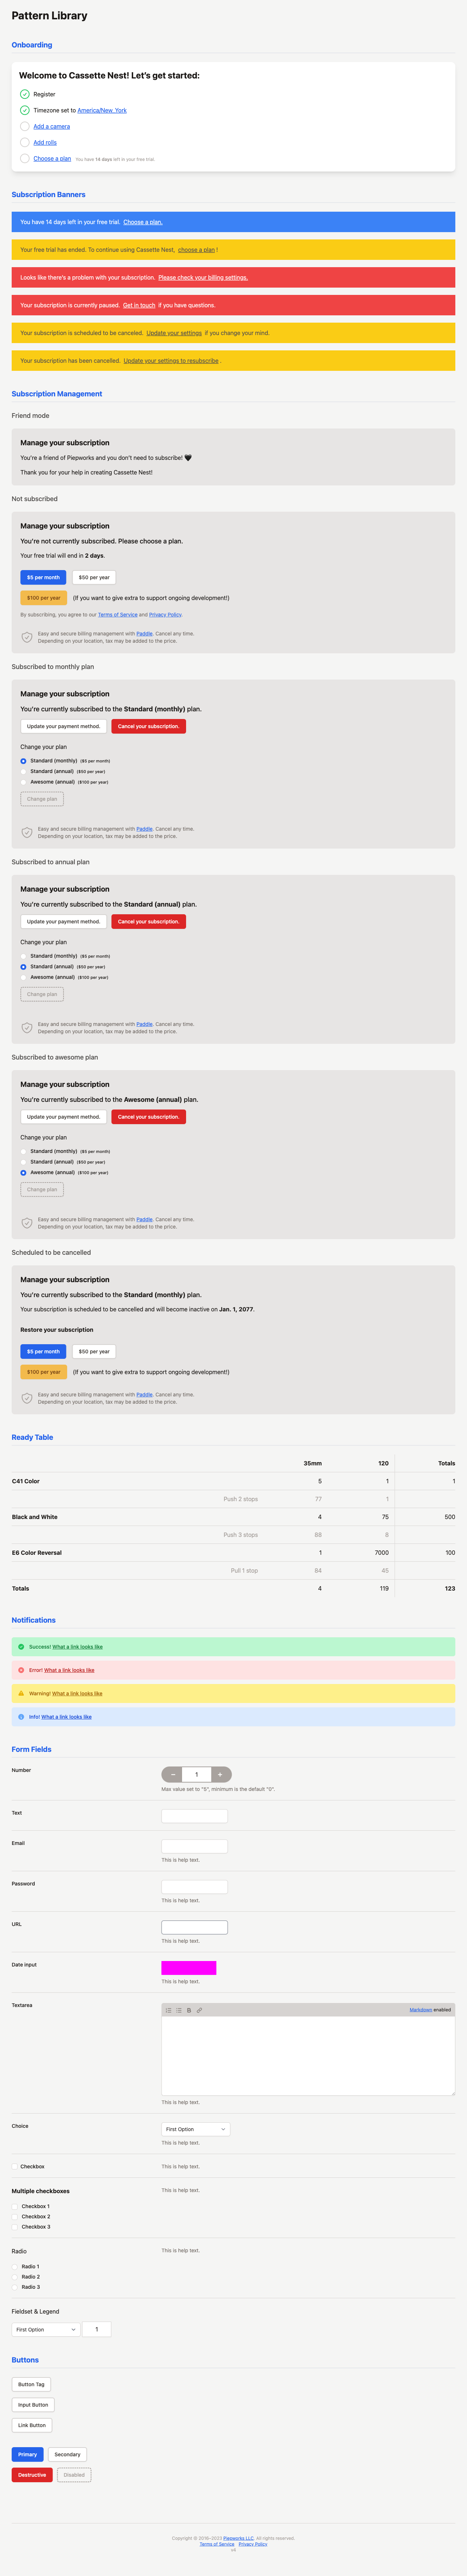 Pattern Library
Onboarding
Welcome to Cassette Nest! Let's get started:
Register
Timezone set to America/New_York
Add a camera
Add rolls
Choose a plan You have 14 days left in your free trial.
Subscription Banners
You have 14 days left in your free trial. Choose a plan.
Your free trial has ended. To continue using Cassette Nest, choose a plan!
Looks like there's a problem with your subscription. Please check your billing settings.
Your subscription is currently paused. Get in touch if you have questions.
Your subscription is scheduled to be canceled. Update your settings if you change your mind.
Your subscription has been cancelled. Update your settings to resubscribe.
Subscription Management
Friend mode
Manage your subscription
You're a friend of Piepworks and you don't need to subscribe! 🖤
Thank you for your help in creating Cassette Nest!
Not subscribed
Manage your subscription
You're not currently subscribed. Please choose a plan.
Your free trial will end in 2 days.
$5 per month $50 per year
$100 per year (If you want to give extra to support ongoing development!)
By subscribing, you agree to our Terms of Service and Privacy Policy
Easy and secure billing management with Paddle. Cancel any time.
Depending on your location, tax may be added to the price.
Subscribed to monthly plan
Manage your subscription
You're currently subscribed to the Standard (monthly) plan.
Update your payment method. Cancel your subscription.
Change your plan
Standard (monthly) ($5 per month)
Standard (annual) ($50 per year)
Awesome (annual) ($100 per year)
Change plan
Easy and secure billing management with Paddle. Cancel any time.
Depending on your location, tax may be added to the price.
Subscribed to annual plan
Manage your subscription
You're currently subscribed to the Standard (annual) plan.
Update your payment method. Cancel your subscription.
Change your plan
Standard (monthly) ($5 per month)
Standard (annual) ($50 per year)
Awesome (annual) ($100 per year)
Change plan
Easy and secure billing management with Paddle. Cancel any time.
Depending on your location, tax may be added to the price.
Subscribed to awesome plan
Manage your subscription
You're currently subscribed to the Awesome (annual) plan.
Update your payment method. Cancel your subscription.
Change your plan
Standard (monthly) ($5 per month)
Standard (annual) ($50 per year)
Awesome (annual) ($100 per year)
Change plan
Easy and secure billing management with Paddle. Cancel any time.
Depending on your location, tax may be added to the price.
Scheduled to be cancelled
Manage your subscription
You're currently subscribed to the Standard (monthly) plan.
Your subscription is scheduled to be cancelled and will become inactive on Jan. 1, 2077.
Restore your subscription
$5 per month $50 per year
$100 per year (If you want to give extra to support ongoing development!)
Easy and secure billing management with Paddle. Cancel any time.
Depending on your location, tax may be added to the price.
Ready Table
35mm 120 Totals
C41 Color 5 1 1
Push 2 stops 77 1
Black and White 4 75 500
Push 3 stops 88 8
E6 Color Reversal 1 7000 100
Pull 1 stop 84 45
Totals 4 119 123
Notifications
Success! What a link looks like
Error! What a link looks like
Warning! What a link looks like
Info! What a link looks like
Form Fields
Number − 1 +
Max value set to "5", minimum is the default "0".
Text
Email
This is help text.
Password
This is help text.
URL
This is help text.
Date input
This is help text.
Textarea B Markdown enabled
This is help text.
Choice First Option
This is help text.
Checkbox This is help text.
Multiple checkboxes This is help text.
Checkbox 1
Checkbox 2
Checkbox 3
Radio This is help text.
Radio 1
Radio 2
Radio 3
Fieldset & Legend
First Option 1
Buttons
Button Tag
Input Button
Link Button
Primary Secondary
Destructive Disabled
Copyright © 2016–2023 Piepworks LLC. All rights reserved.
Terms of Service Privacy Policy